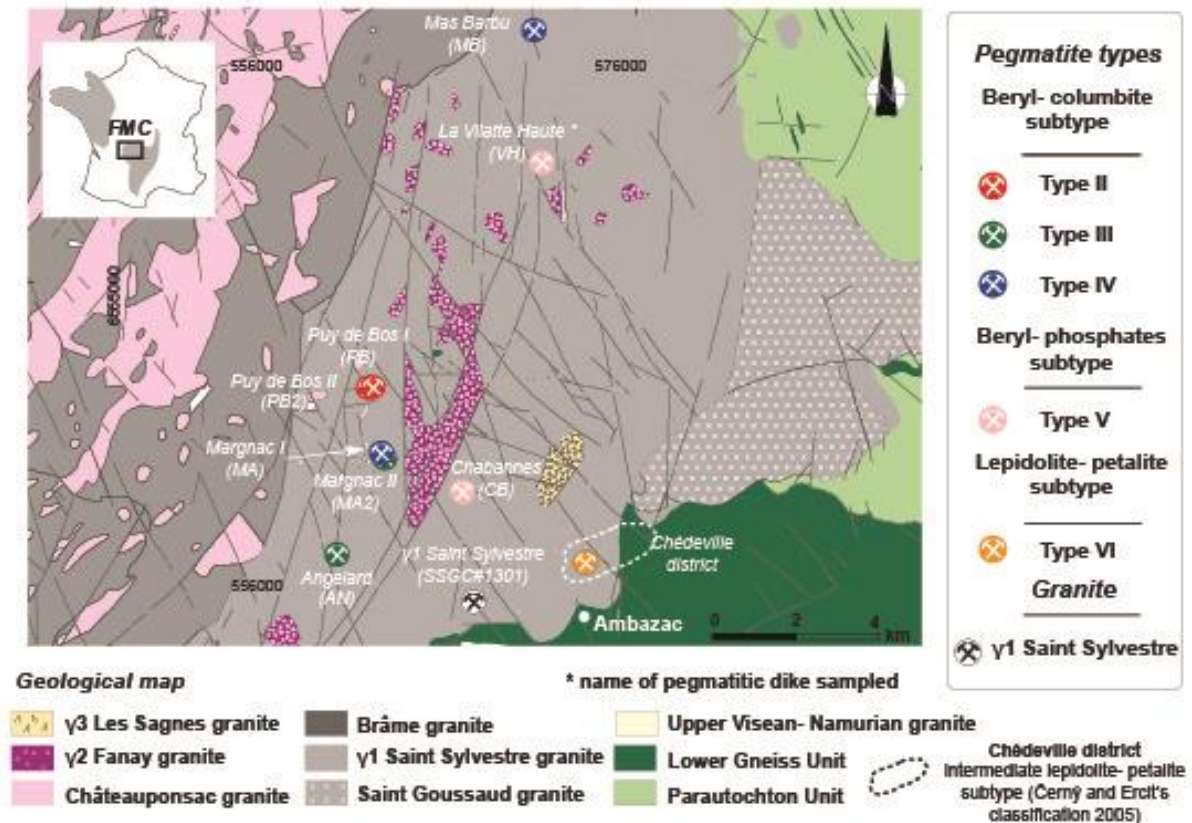 Mas Barbu
(MB)
556000
576000
FMC
La Vilatte Haute *
(VH)
6555000
Puy de Bos I
(PB)
Puy de Bos II
(PB2)
Margnac I
(MA)
Margnac II
(MA2)
Chabannes
(CB)
γ1 Saint Sylvestre
(SSGC#1301)
Chédeville
district
Angelard
(AN)
556000
Ambazac
0 2 4
km
Pegmatite types
Beryl- columbite
subtype
Type II
Type III
Type IV
Beryl- phosphates
subtype
Type V
Lepidolite- petalite
subtype
Type VI
Granite
γ1 Saint Sylvestre
Geological map
* name of pegmatitic dike sampled
γ3 Les Sagnes granite
γ2 Fanay granite
Châteauponsac granite
Brâme granite
γ1 Saint Sylvestre granite
Saint Goussaud granite
Upper Visean- Namurian granite
Lower Gneiss Unit
Parautochton Unit
Chédeville district
Intermediate lepidolite- petalite
subtype (Černý and Ercit's
classification 2005)